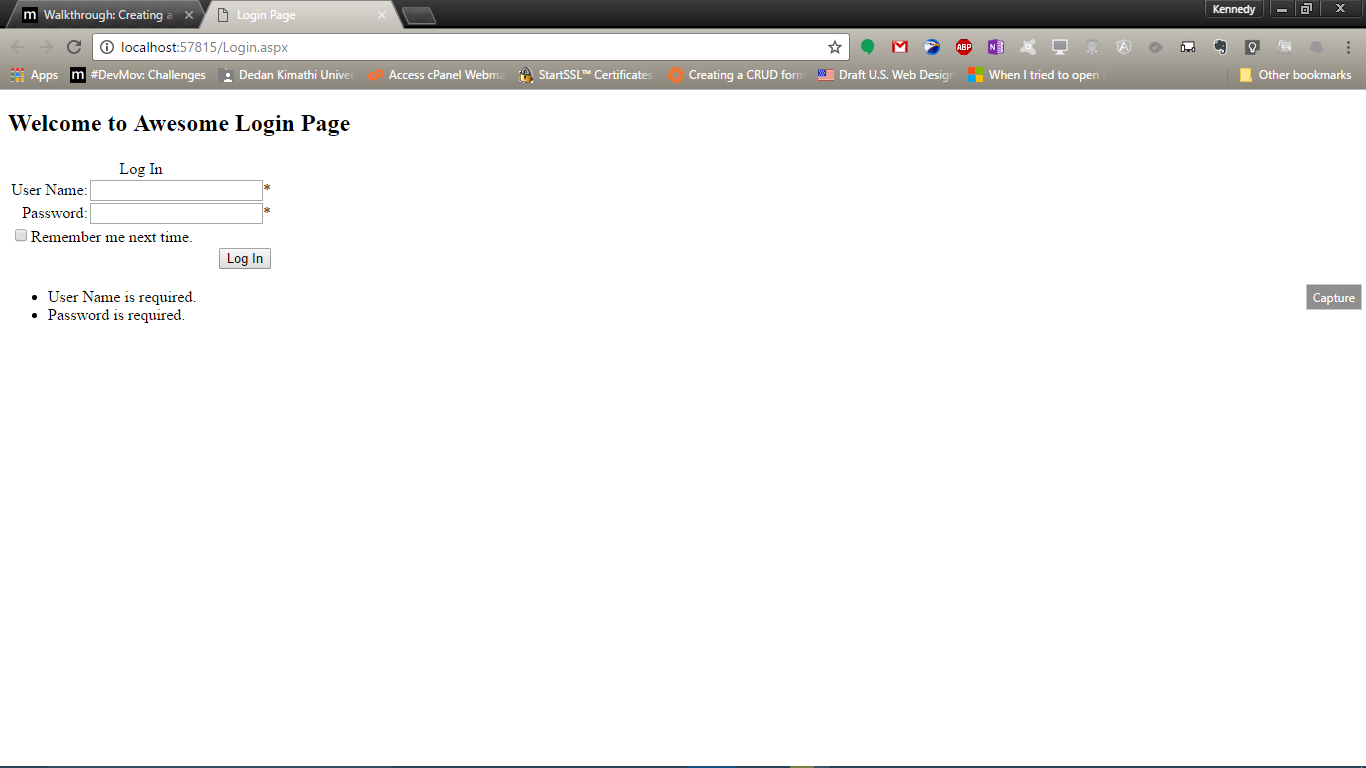 Walkthrough: Creating a
Login Page
Kennedy
localhost:57815/Login.aspx
ABP
Apps
m #DevMov: Challenges
Dedan Kimathi Univer
Access cPanel Webma
StartSSL™ Certificates
Creating a CRUD form
Draft U.S. Web Design
When I tried to open
Other bookmarks
Welcome to Awesome Login Page
Log In
User Name: *
Password: *
Remember me next time.
Log In
• User Name is required.
• Password is required.
Capture